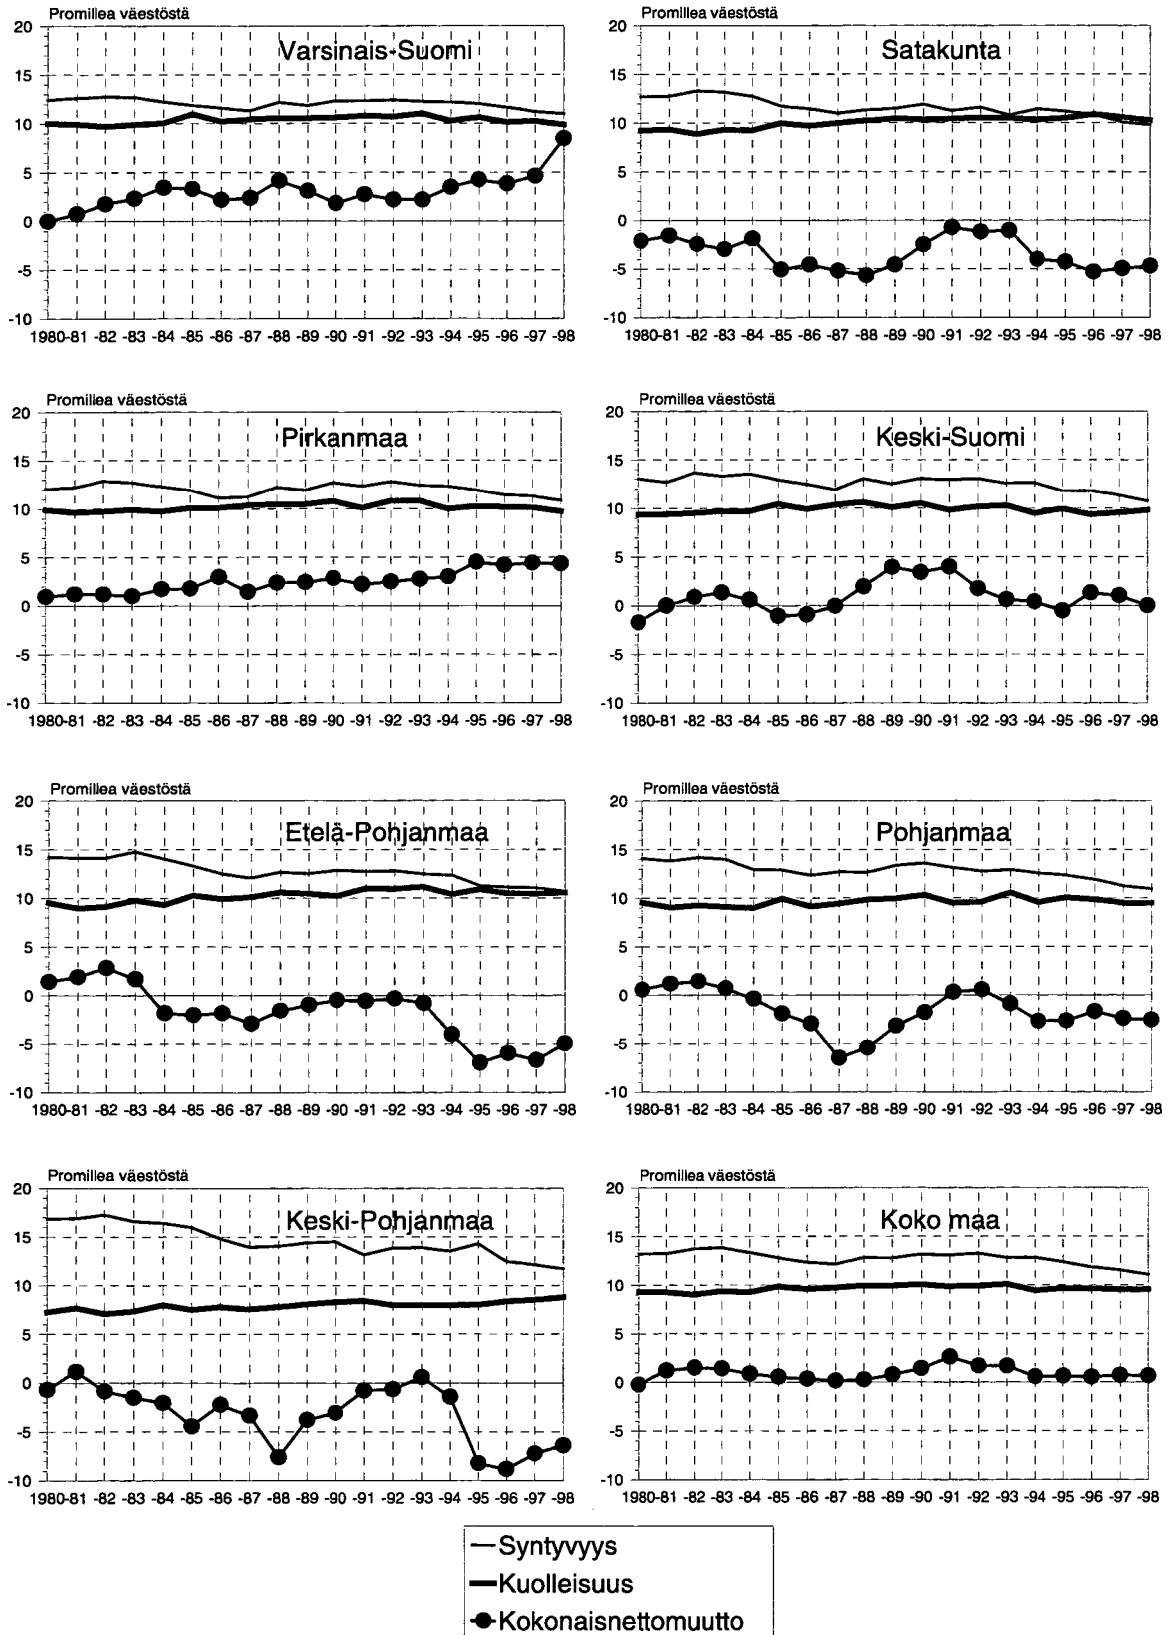 Promillea väestöstä
Varsinais-Suomi
20
15
10
5
0
-5
-10
1980 -81 -82 -83 -84 -85 -86 -87 -88 -89 -90 -91 -92 -93 -94 -95 -96 -97 -98
Promillea väestöstä
Satakunta
20
15
10
5
0
-5
-10
1980 -81 -82 -83 -84 -85 -86 -87 -88 -89 -90 -91 -92 -93 -94 -95 -96 -97 -98
Promillea väestöstä
Pirkanmaa
20
15
10
5
0
-5
-10
1980 -81 -82 -83 -84 -85 -86 -87 -88 -89 -90 -91 -92 -93 -94 -95 -96 -97 -98
Promillea väestöstä
Keski-Suomi
20
15
10
5
0
-5
-10
1980 -81 -82 -83 -84 -85 -86 -87 -88 -89 -90 -91 -92 -93 -94 -95 -96 -97 -98
Promillea väestöstä
Etelä-Pohjanmaa
20
15
10
5
0
-5
-10
1980 -81 -82 -83 -84 -85 -86 -87 -88 -89 -90 -91 -92 -93 -94 -95 -96 -97 -98
Promillea väestöstä
Pohjanmaa
20
15
10
5
0
-5
-10
1980 -81 -82 -83 -84 -85 -86 -87 -88 -89 -90 -91 -92 -93 -94 -95 -96 -97 -98
Promillea väestöstä
Keski-Pohjanmaa
20
15
10
5
0
-5
-10
1980 -81 -82 -83 -84 -85 -86 -87 -88 -89 -90 -91 -92 -93 -94 -95 -96 -97 -98
Promillea väestöstä
Koko maa
20
15
10
5
0
-5
-10
1980 -81 -82 -83 -84 -85 -86 -87 -88 -89 -90 -91 -92 -93 -94 -95 -96 -97 -98
Syntyvyys
Kuolleisuus
Kokonaisnettomuutto